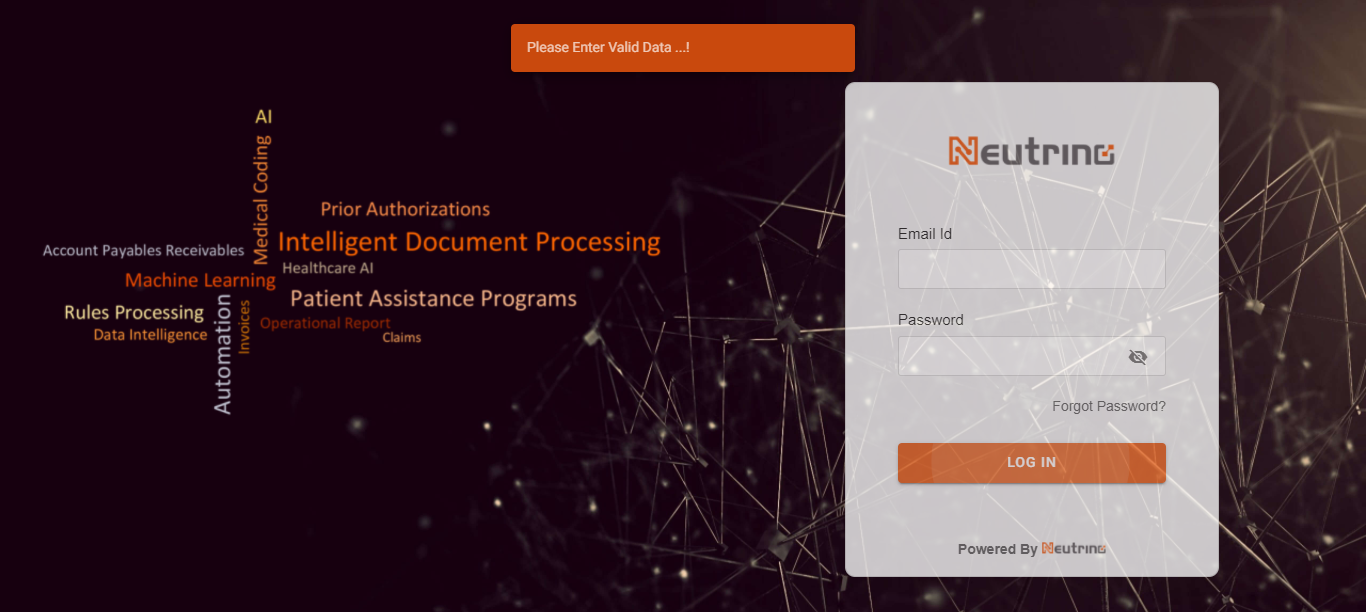 Please Enter Valid Data ...!
AI
Medical Coding
Prior Authorizations
Intelligent Document Processing
Account Payables Receivables
Healthcare AI
Machine Learning
Patient Assistance Programs
Automation
Invoices
Rules Processing
Operational Report
Data Intelligence
Claims
Neutrino
Email Id
Password
Forgot Password?
LOG IN
Powered By Neutrino